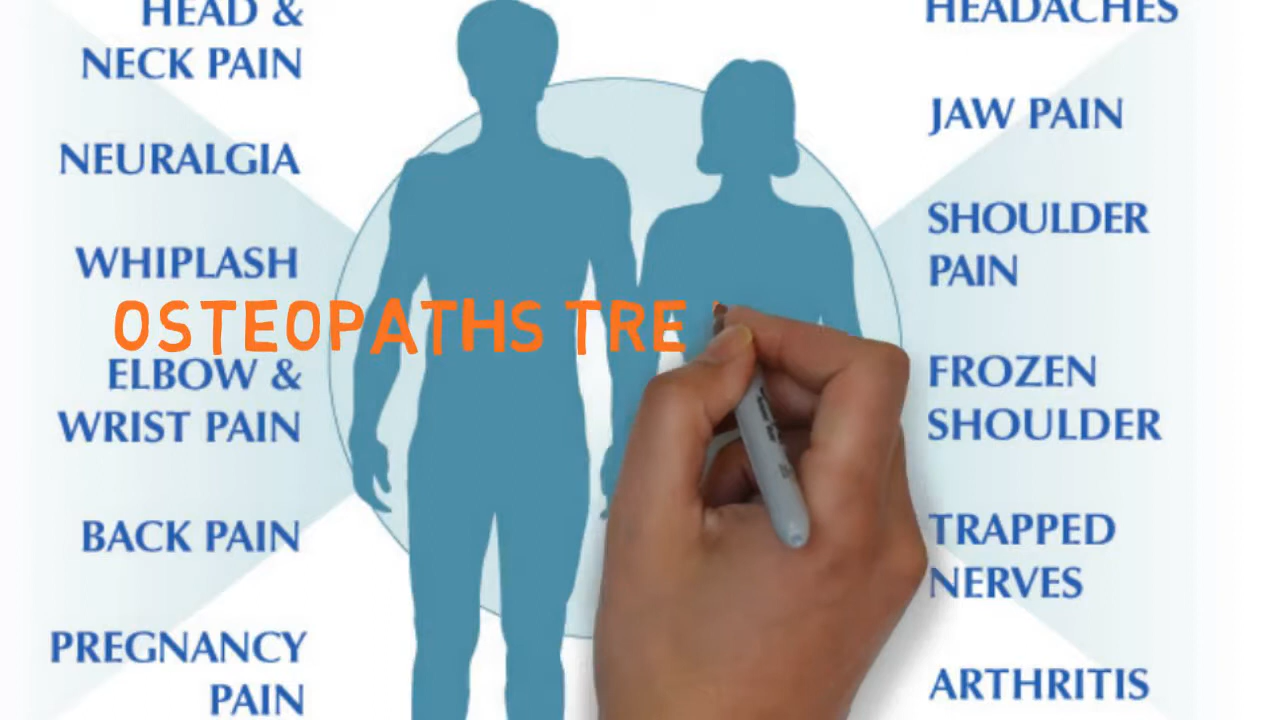 HEAD &
NECK PAIN
NEURALGIA
WHIPLASH
ELBOW &
WRIST PAIN
BACK PAIN
PREGNANCY
PAIN
OSTEOPATHS TRE
HEADACHES
JAW PAIN
SHOULDER
PAIN
FROZEN
SHOULDER
TRAPPED
NERVES
ARTHRITIS